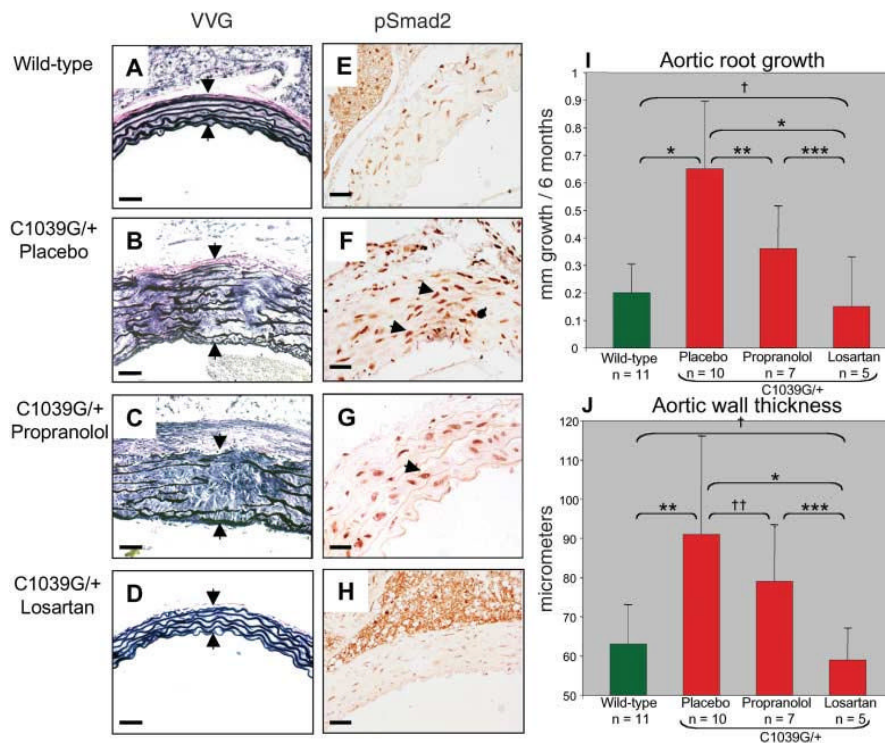 VVG
pSmad2
Wild-type
A
E
C1039G/+
Placebo
B
F
C1039G/+
Propranolol
C
G
C1039G/+
Losartan
D
H
I
Aortic root growth
mm growth / 6 months
1
0.9
0.8
0.7
0.6
0.5
0.4
0.3
0.2
0.1
0
†
*
* ** ***
Wild-type Placebo Propranolol Losartan
n = 11 n = 10 n = 7 n = 5
C1039G/+
J
Aortic wall thickness
micrometers
120
110
100
90
80
70
60
50
†
*
** †† ***
Wild-type Placebo Propranolol Losartan
n = 11 n = 10 n = 7 n = 5
C1039G/+